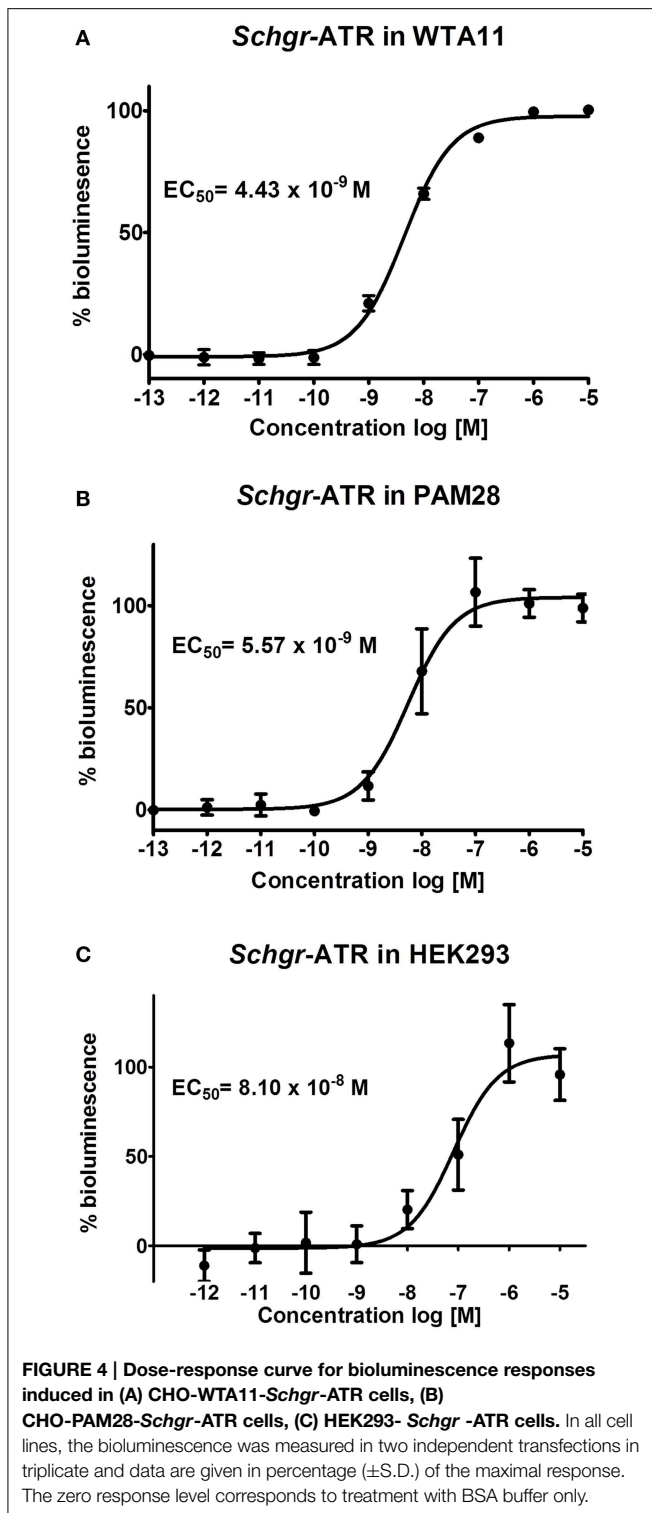 A
Schgr-ATR in WTA11
100
50
0
% bioluminesence
EC50= 4.43 x 10-9 M
-13 -12 -11 -10 -9 -8 -7 -6 -5
Concentration log [M]
B
Schgr-ATR in PAM28
100
50
0
% bioluminescence
EC50= 5.57 x 10-9 M
-13 -12 -11 -10 -9 -8 -7 -6 -5
Concentration log [M]
C
Schgr-ATR in HEK293
100
50
0
% bioluminescence
EC50= 8.10 x 10-8 M
-12 -11 -10 -9 -8 -7 -6 -5
Concentration log [M]
FIGURE 4 | Dose-response curve for bioluminescence responses
induced in (A) CHO-WTA11-Schgr-ATR cells, (B)
CHO-PAM28-Schgr-ATR cells, (C) HEK293- Schgr -ATR cells. In all cell
lines, the bioluminescence was measured in two independent transfections in
triplicate and data are given in percentage (±S.D.) of the maximal response.
The zero response level corresponds to treatment with BSA buffer only.